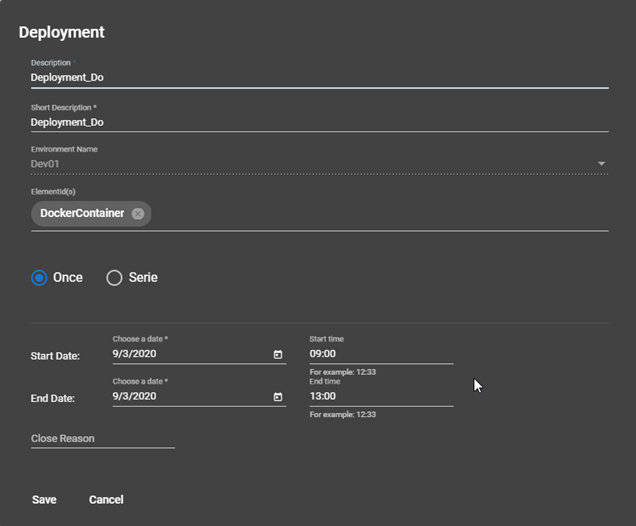 Deployment
Description *
Deployment_Do
Short Description *
Deployment_Do
Environment Name
Dev01
ElementId(s)
DockerContainer
Once Serie
Choose a date * Start time
Start Date: 9/3/2020 09:00
For example: 12:33
Choose a date * End time
End Date: 9/3/2020 13:00
For example: 12:33
Close Reason
Save Cancel